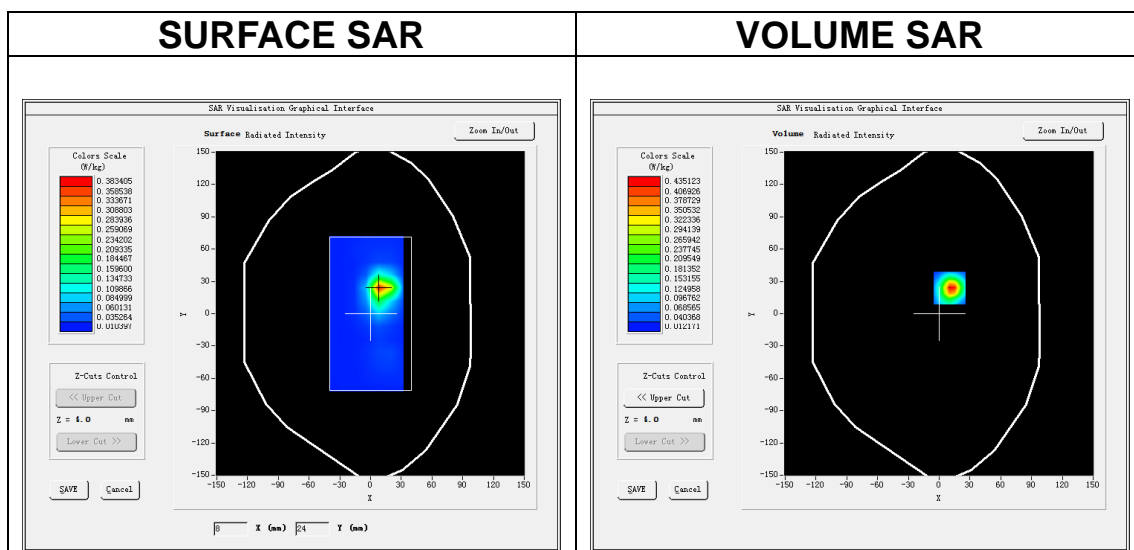 SURFACE SAR
VOLUME SAR
SAR Visualisation Graphical Interface
Surface Radiated Intensity
Zoom In/Out
Colors Scale
(W/kg)
0.383405
0.358538
0.333671
0.308803
0.283936
0.259069
0.234202
0.209335
0.184467
0.159600
0.134733
0.109866
0.084999
0.060131
0.035264
0.010397
Z-Cuts Control
<< Upper Cut
Z = 4.0 mm
Lower Cut >>
SAVE
Cancel
150
120
90
60
30
0
-30
-60
-90
-120
-150
Y
-150 -120 -90 -60 -30 0 30 60 90 120 150
X
8 X (mm) 24 Y (mm)
SAR Visualisation Graphical Interface
Volume Radiated Intensity
Zoom In/Out
Colors Scale
(W/kg)
0.435123
0.406926
0.378729
0.350532
0.322336
0.294139
0.265942
0.237745
0.209549
0.181352
0.153155
0.124958
0.096762
0.068565
0.040368
0.012171
Z-Cuts Control
<< Upper Cut
Z = 4.0 mm
Lower Cut >>
SAVE
Cancel
150
120
90
60
30
0
-30
-60
-90
-120
-150
Y
-150 -120 -90 -60 -30 0 30 60 90 120 150
X